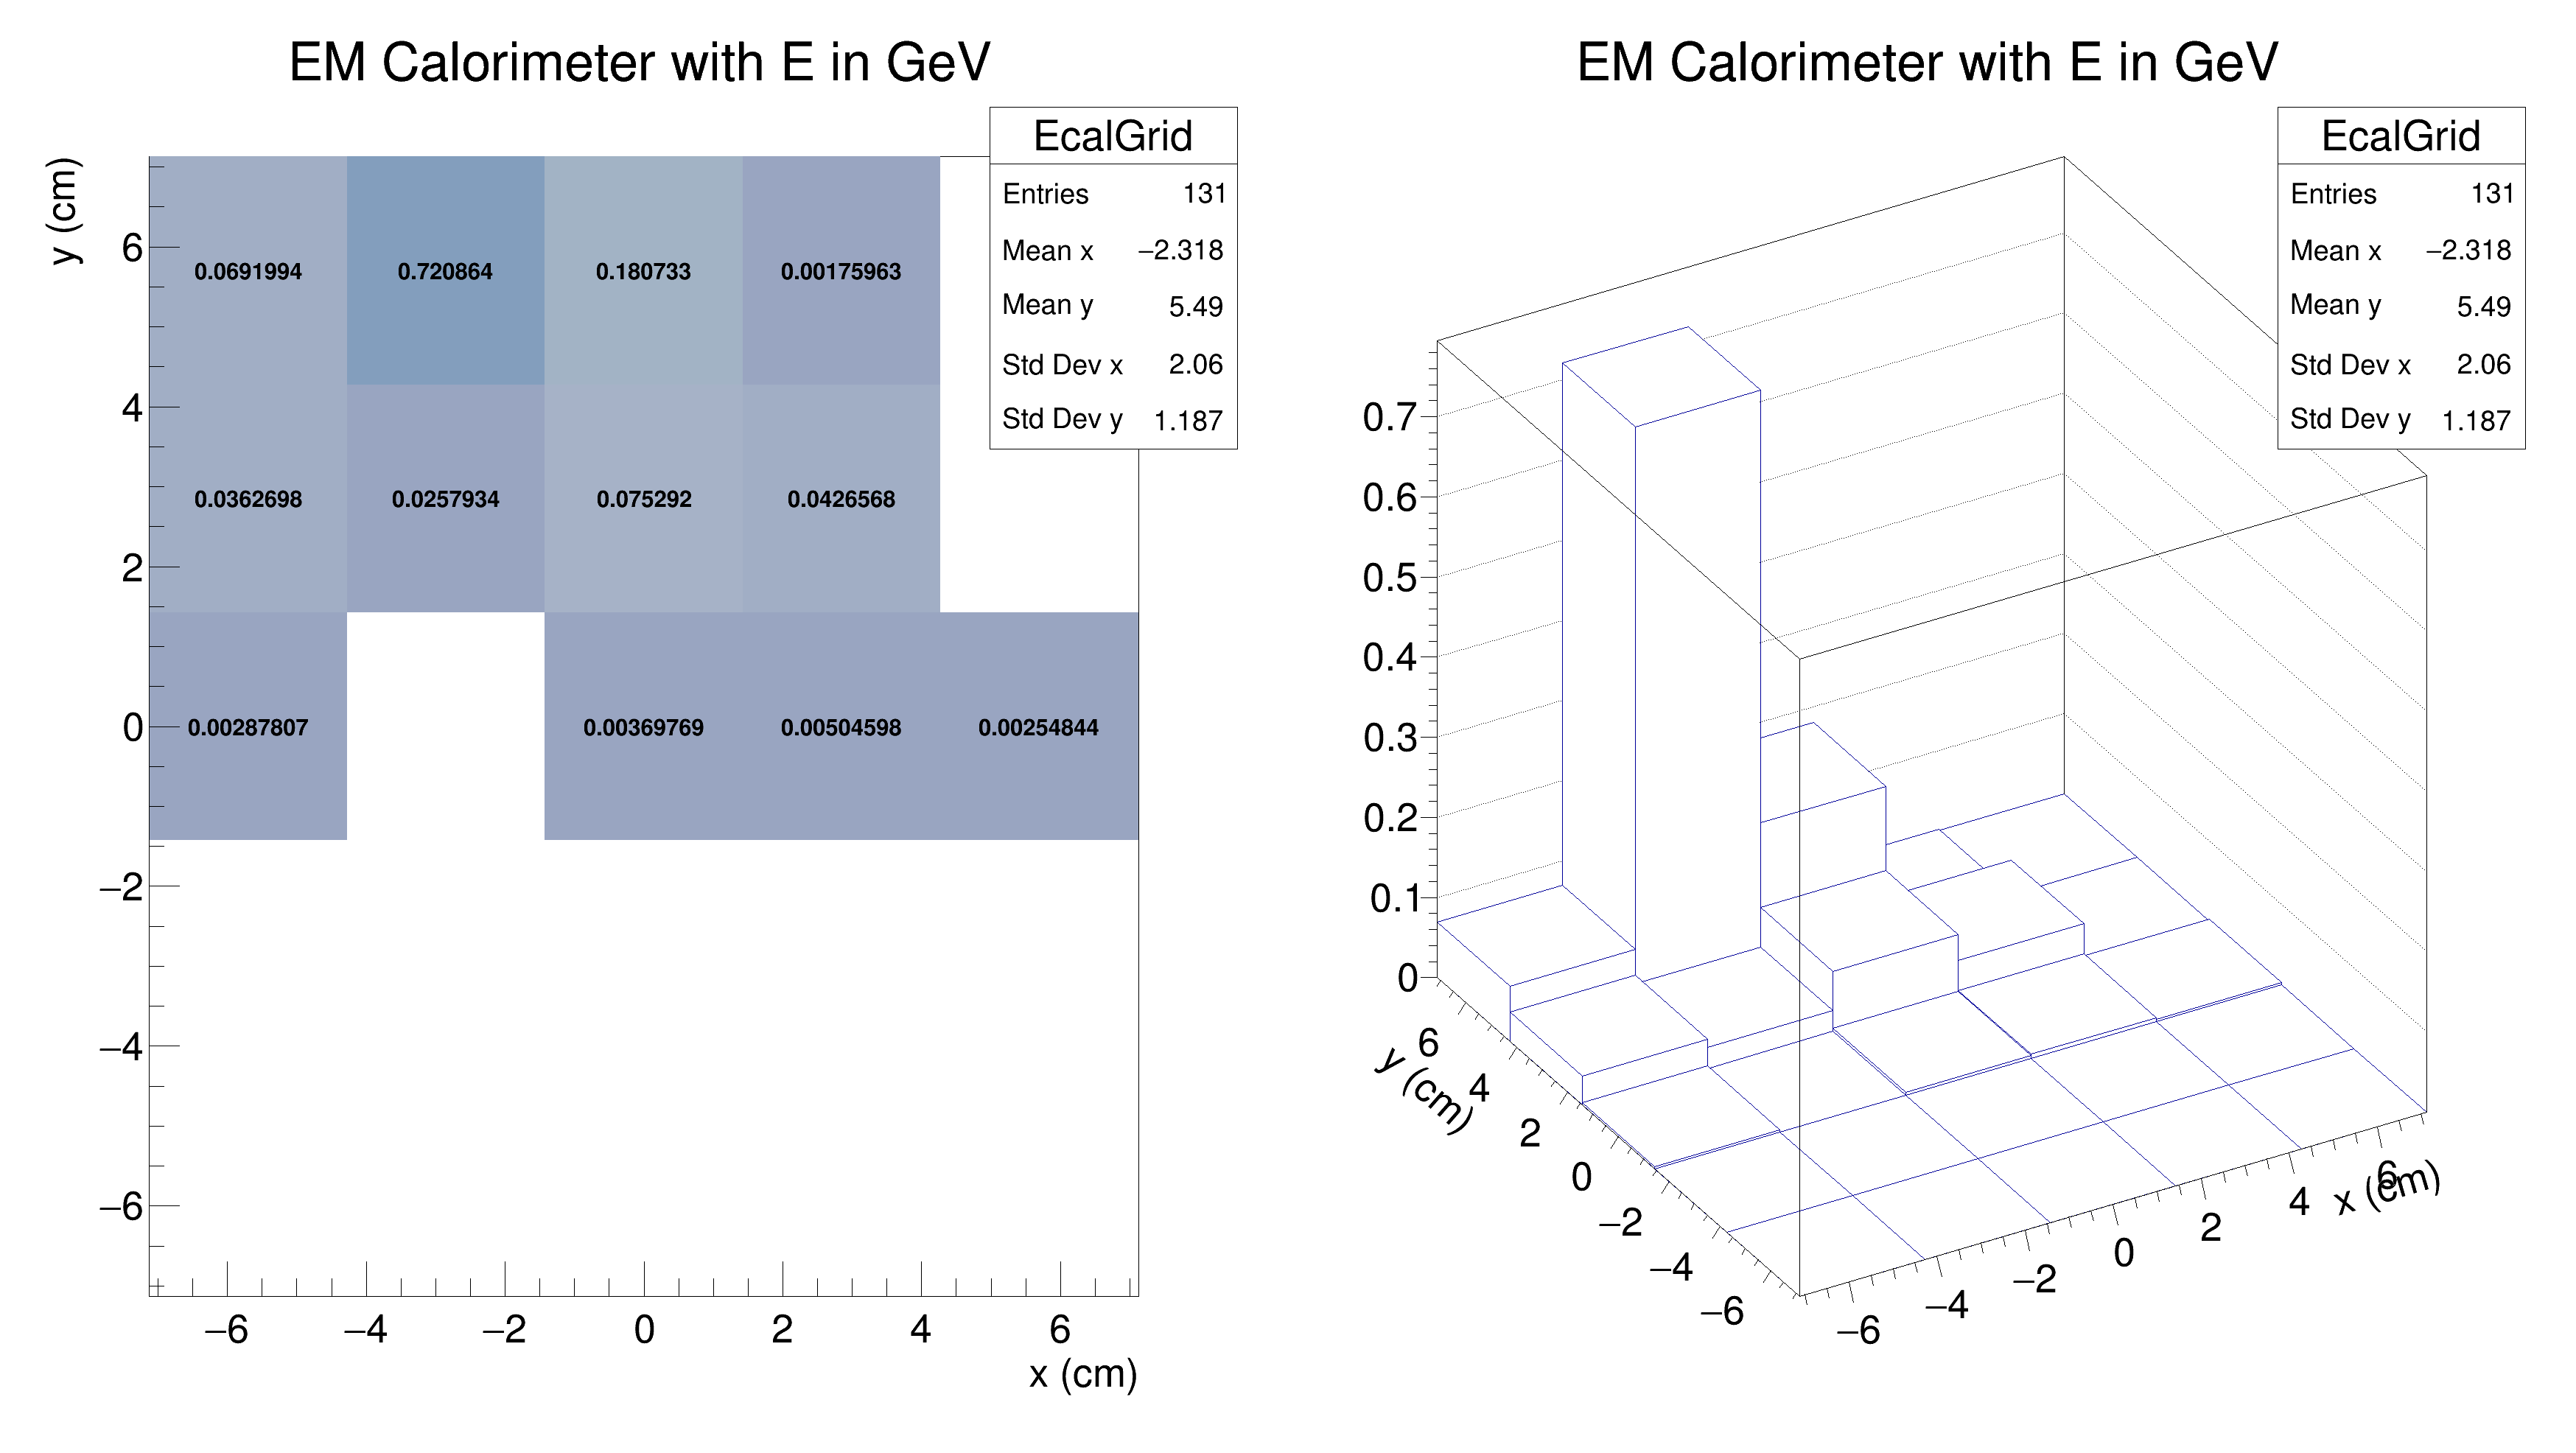 EM Calorimeter with E in GeV
EcalGrid
Entries 131
Mean x −2.318
Mean y 5.49
Std Dev x 2.06
Std Dev y 1.187
y (cm)
6
4
2
0
−2
−4
−6
0.0691994 0.720864 0.180733 0.00175963
0.0362698 0.0257934 0.075292 0.0426568
0.00287807 0.00369769 0.00504598 0.00254844
−6 −4 −2 0 2 4 6
x (cm)
EM Calorimeter with E in GeV
EcalGrid
Entries 131
Mean x −2.318
Mean y 5.49
Std Dev x 2.06
Std Dev y 1.187
0.7
0.6
0.5
0.4
0.3
0.2
0.1
0
y (cm)
6
4
2
0
−2
−4
−6
−6
−4
−2
0
2
4
6
x (cm)